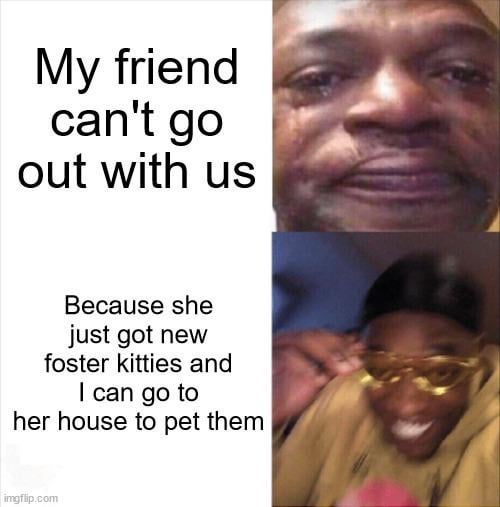 My friend
can't go
out with us
Because she
just got new
foster kitties and
I can go to
her house to pet them
imgflip.com